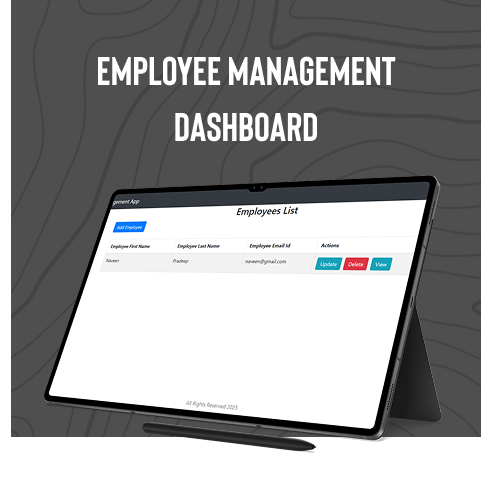 EMPLOYEE MANAGEMENT
DASHBOARD
gement App
Employees List
Add Employee
Employee First Name Employee Last Name Employee Email Id Actions
Naveen Pradeep naveen@gmail.com Update Delete View
All Rights Reserved 2025